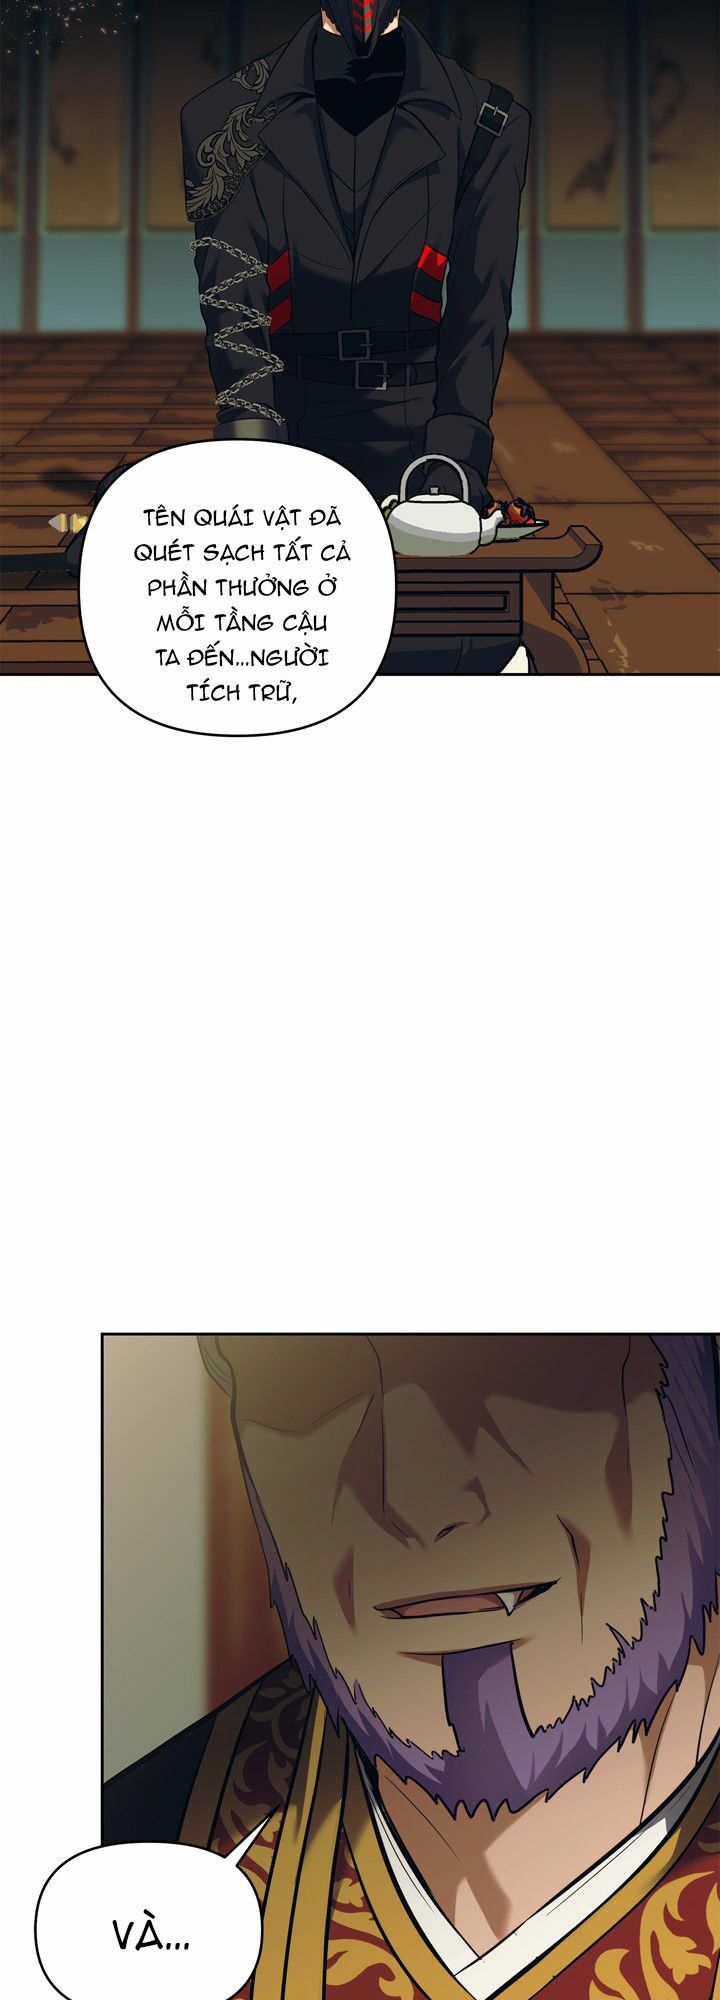 TÊN QUÁI VẬT ĐÃ
QUÉT SẠCH TẤT CẢ
PHẦN THƯỞNG Ở
MỖI TẦNG CẬU
TA ĐẾN...NGƯỜI
TÍCH TRỮ,
VÀ...